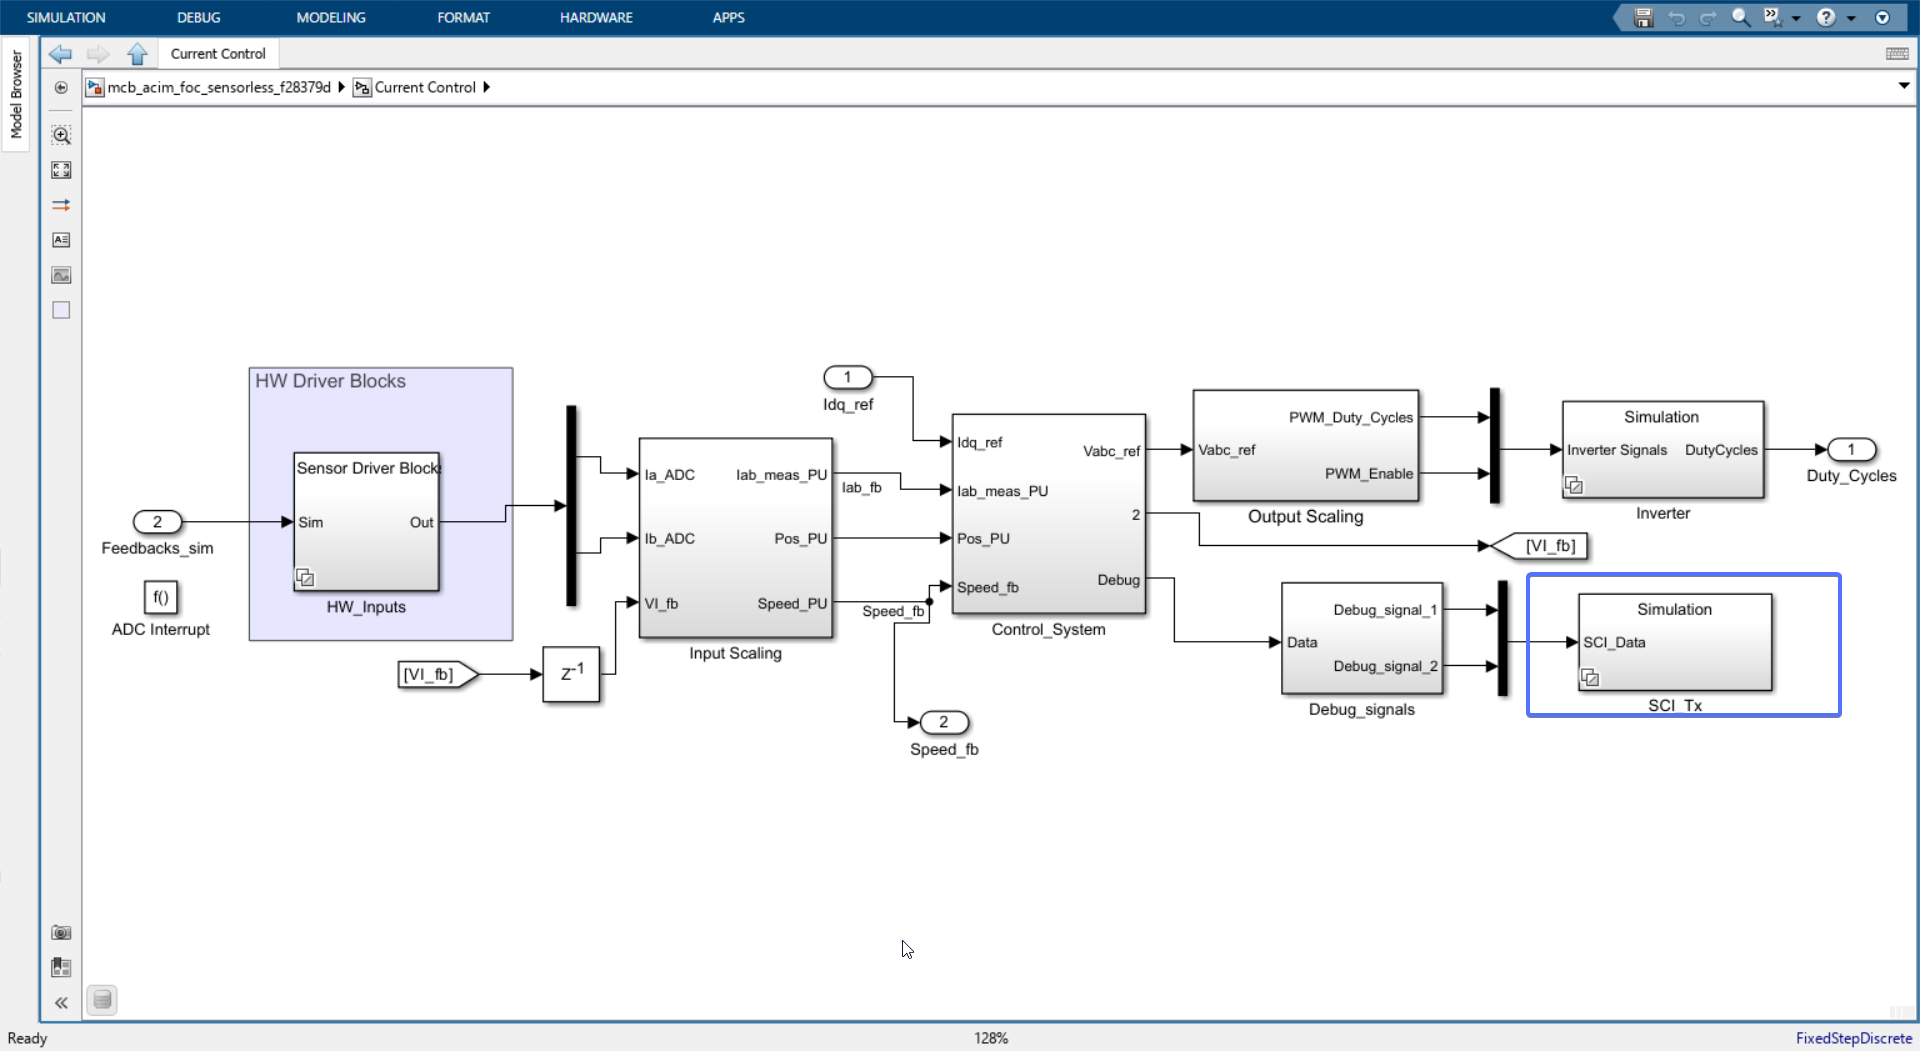 SIMULATION DEBUG MODELING FORMAT HARDWARE APPS
Model Browser
Current Control
mcb_acim_foc_sensorless_f28379d Current Control
HW Driver Blocks
Sensor Driver Block
Sim Out
HW_Inputs
2
Feedbacks_sim
f()
ADC Interrupt
[VI_fb]
Z-1
Ia_ADC Iab_meas_PU
Ib_ADC Pos_PU
VI_fb Speed_PU
Input Scaling
1
Idq_ref
Iab_fb
Speed_fb
Idq_ref Vabc_ref
Iab_meas_PU
2
Pos_PU
Debug
Speed_fb
Control_System
2
Speed_fb
PWM_Duty_Cycles
Vabc_ref
PWM_Enable
Output Scaling
Simulation
Inverter Signals DutyCycles
Inverter
1
Duty_Cycles
[VI_fb]
Debug_signal_1
Data
Debug_signal_2
Debug_signals
Simulation
SCI_Data
SCI_Tx
Ready 128% FixedStepDiscrete